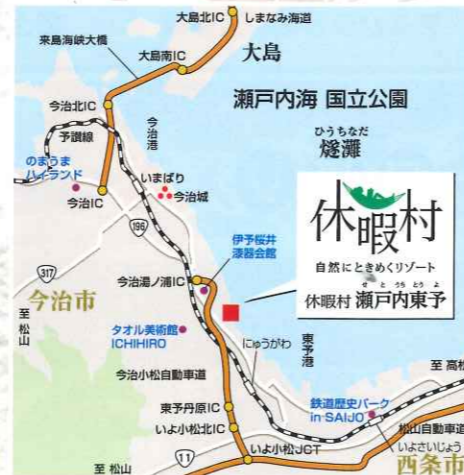 大島北IC
しまなみ海道
来島海峡大橋
大島南IC
大島
今治北IC
瀬戸内海 国立公園
予讃線
今治港
ひうちなだ
燧灘
のまうま
ハイランド
いまばり
今治城
今治IC
196
休暇村
自然にときめくリゾート
せとうちとうよ
休暇村 瀬戸内東予
伊予桜井
漆器会館
317
今治湯ノ浦IC
今治市
至 松山
タオル美術館
ICHIHIRO
にゅうがわ
東予港
今治小松自動車道
至 高松
鉄道歴史パーク
in SAIJO
東予丹原IC
いよ小松北IC
松山自動車道
いよさいじょう
11
いよ小松JCT
西条市
至 松山